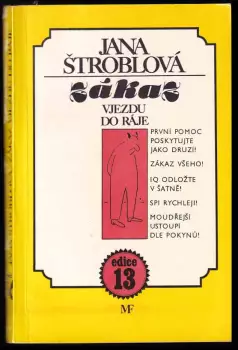 JANA
ŠTROBLOVÁ
zákaz
VJEZDU
DO RÁJE
PRVNÍ POMOC
POSKYTUJTE
JAKO DRUZÍ!
ZÁKAZ VŠEHO!
IQ ODLOŽTE
V ŠATNĚ!
SPI RYCHLEJI!
MOUDŘEJŠÍ
USTOUPÍ
DLE POKYNŮ!
edice
13
MF